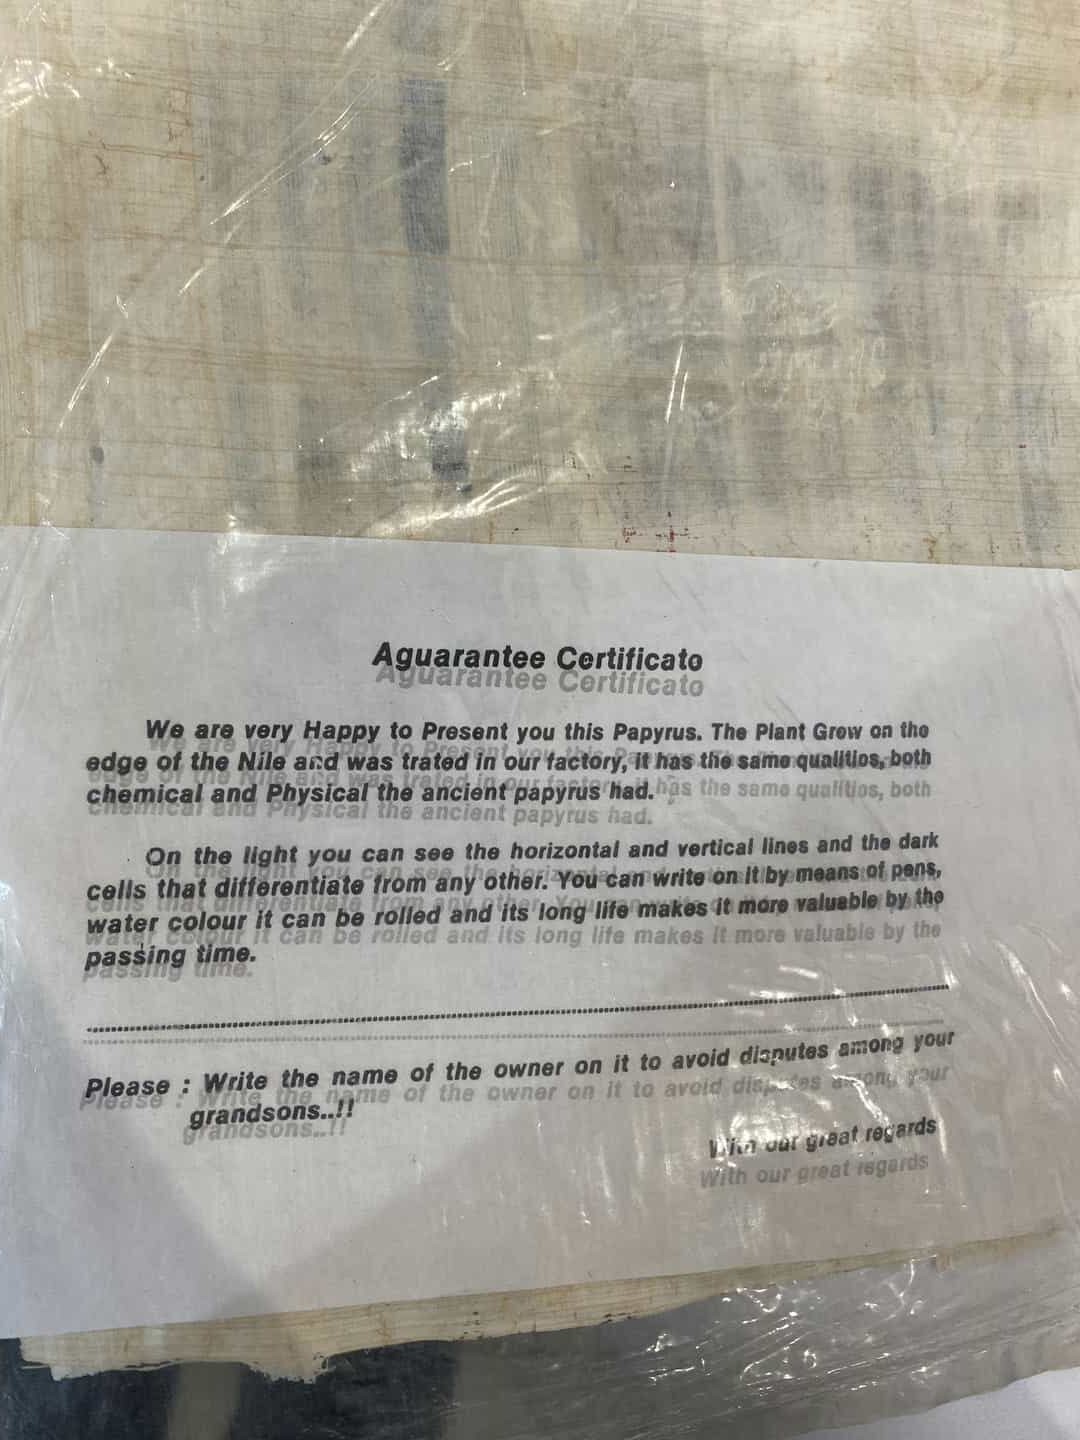 Aguarantee Certificato
We are very Happy to Present you this Papyrus. The Plant Grow on the
edge of the Nile and was trated in our factory, it has the same qualitios, both
chemical and Physical the ancient papyrus had.
On the light you can see the horizontal and vertical lines and the dark
cells that differentiate from any other. You can write on it by means of pens,
water colour it can be rolled and its long life makes it more valuable by the
passing time.
Please : Write the name of the owner on it to avoid disputes among your
grandsons..!!
With our great regards